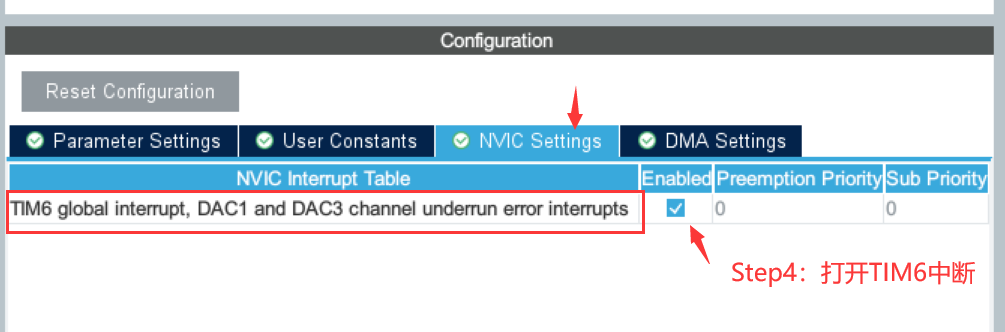 Configuration
Reset Configuration
Parameter Settings User Constants NVIC Settings DMA Settings
NVIC Interrupt Table Enabled Preemption Priority Sub Priority
TIM6 global interrupt, DAC1 and DAC3 channel underrun error interrupts 0 0
Step4：打开TIM6中断